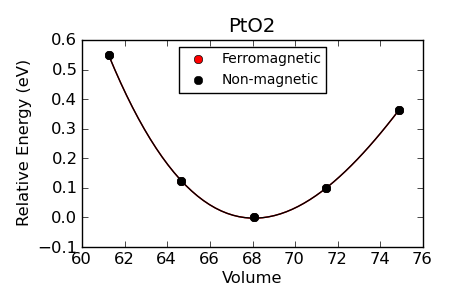 PtO2
Relative Energy (eV)
0.6
0.5
0.4
0.3
0.2
0.1
0.0
−0.1
Ferromagnetic
Non-magnetic
60 62 64 66 68 70 72 74 76
Volume